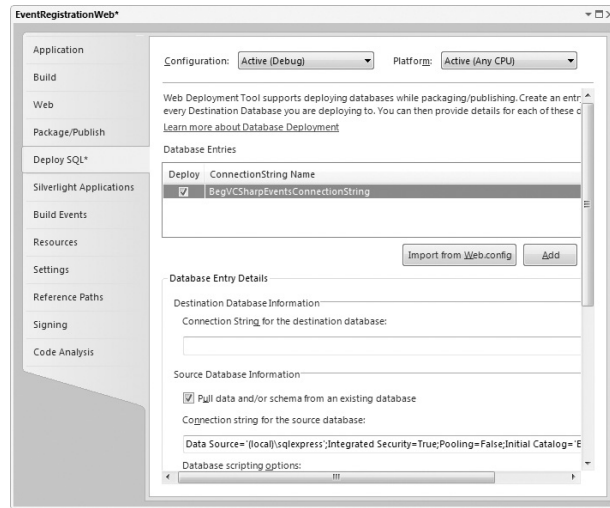 EventRegistrationWeb*
Application
Build
Web
Package/Publish
Deploy SQL*
Silverlight Applications
Build Events
Resources
Settings
Reference Paths
Signing
Code Analysis
Configuration: Active (Debug) Platform: Active (Any CPU)
Web Deployment Tool supports deploying databases while packaging/publishing. Create an entr
every Destination Database you are deploying to. You can then provide details for each of these c
Learn more about Database Deployment
Database Entries
Deploy ConnectionString Name
BegVCSharpEventsConnectionString
Import from Web.config Add
Database Entry Details
Destination Database Information
Connection String for the destination database:
Source Database Information
Pull data and/or schema from an existing database
Connection string for the source database:
Data Source='(local)\sqlexpress';Integrated Security=True;Pooling=False;Initial Catalog='E
Database scripting options: